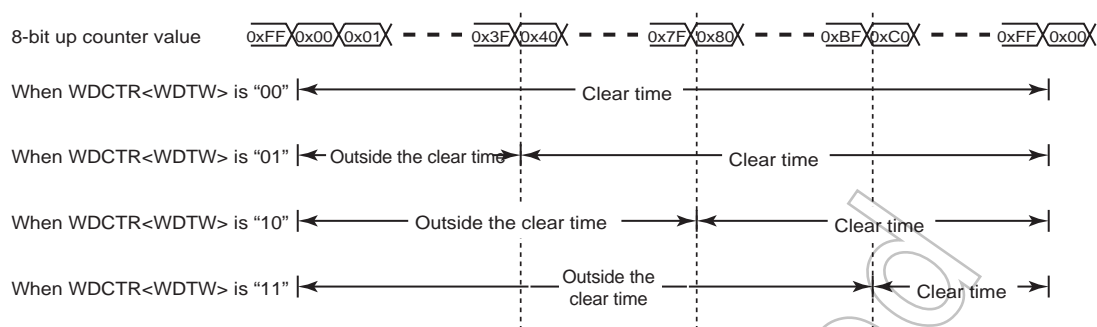 8-bit up counter value 0xFF 0x00 0x01 0x3F 0x40 0x7F 0x80 0xBF 0xC0 0xFF 0x00
When WDCTR<WDTW> is “00” Clear time
When WDCTR<WDTW> is “01” Outside the clear time Clear time
When WDCTR<WDTW> is “10” Outside the clear time Clear time
When WDCTR<WDTW> is “11” Outside the
clear time Clear time